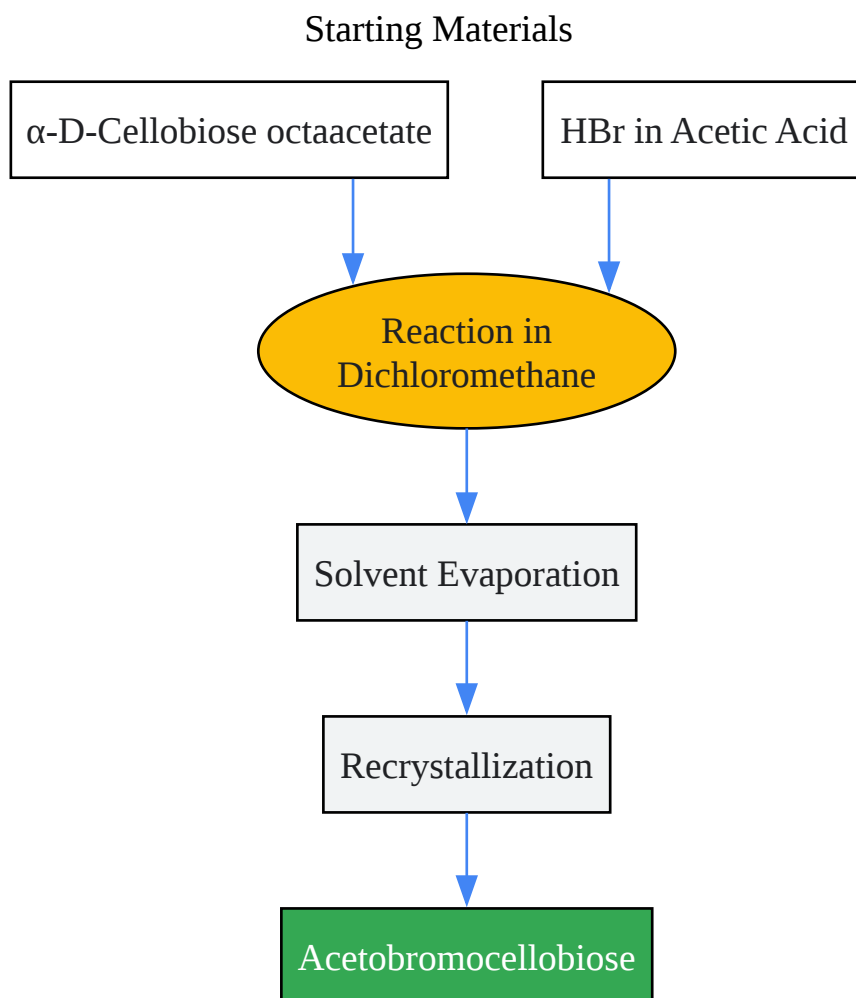 Starting Materials
α-D-Cellobiose octaacetate
HBr in Acetic Acid
Reaction in
Dichloromethane
Solvent Evaporation
Recrystallization
Acetobromocellobiose